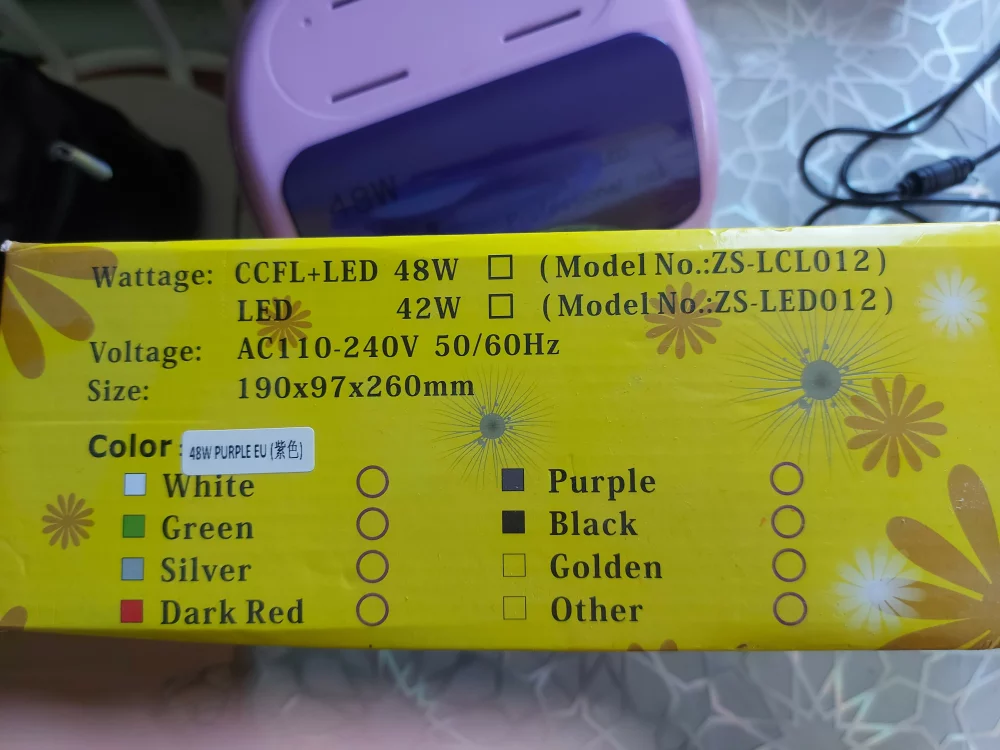 Wattage: CCFL+LED 48W (Model No.:ZS-LCL012)
LED 42W (Model No.:ZS-LED012)
Voltage: AC110-240V 50/60Hz
Size: 190x97x260mm
Color: 48W PURPLE EU (紫色)
White Purple
Green Black
Silver Golden
Dark Red Other